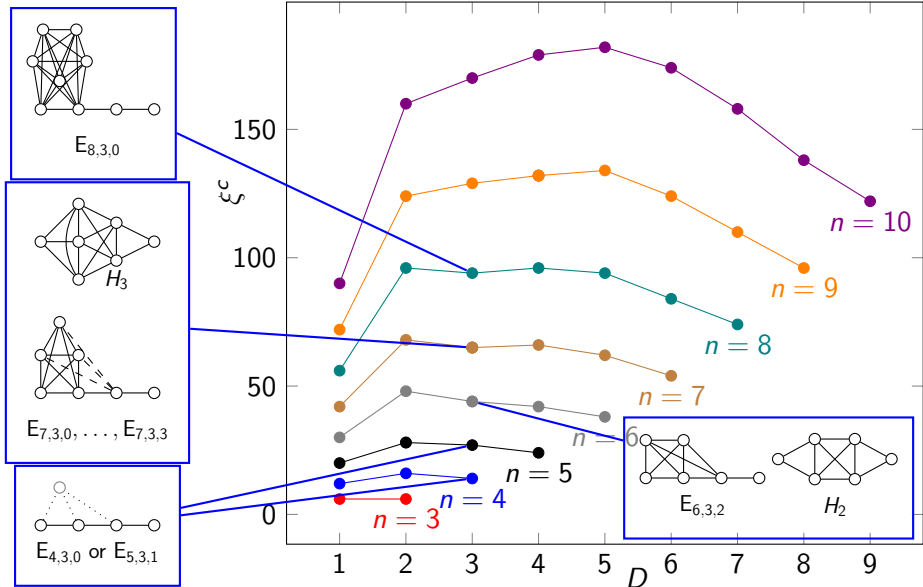 E8,3,0
H3
E7,3,0, . . . , E7,3,3
E4,3,0 or E5,3,1
ξc
150
100
50
0
n = 10
n = 9
n = 8
n = 7
n = 6
n = 5
n = 4
n = 3
E6,3,2
H2
1 2 3 4 5 6 7 8 9
D